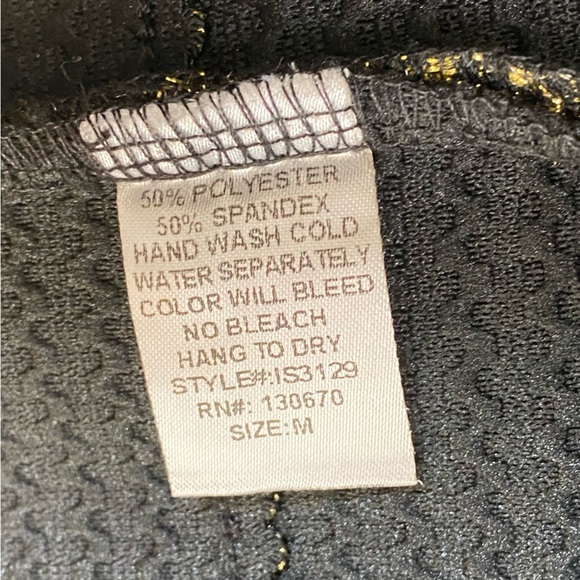 50% POLYESTER
50% SPANDEX
HAND WASH COLD
WATER SEPARATELY
COLOR WILL BLEED
NO BLEACH
HANG TO DRY
STYLE#:IS3129
RN#: 130670
SIZE:M